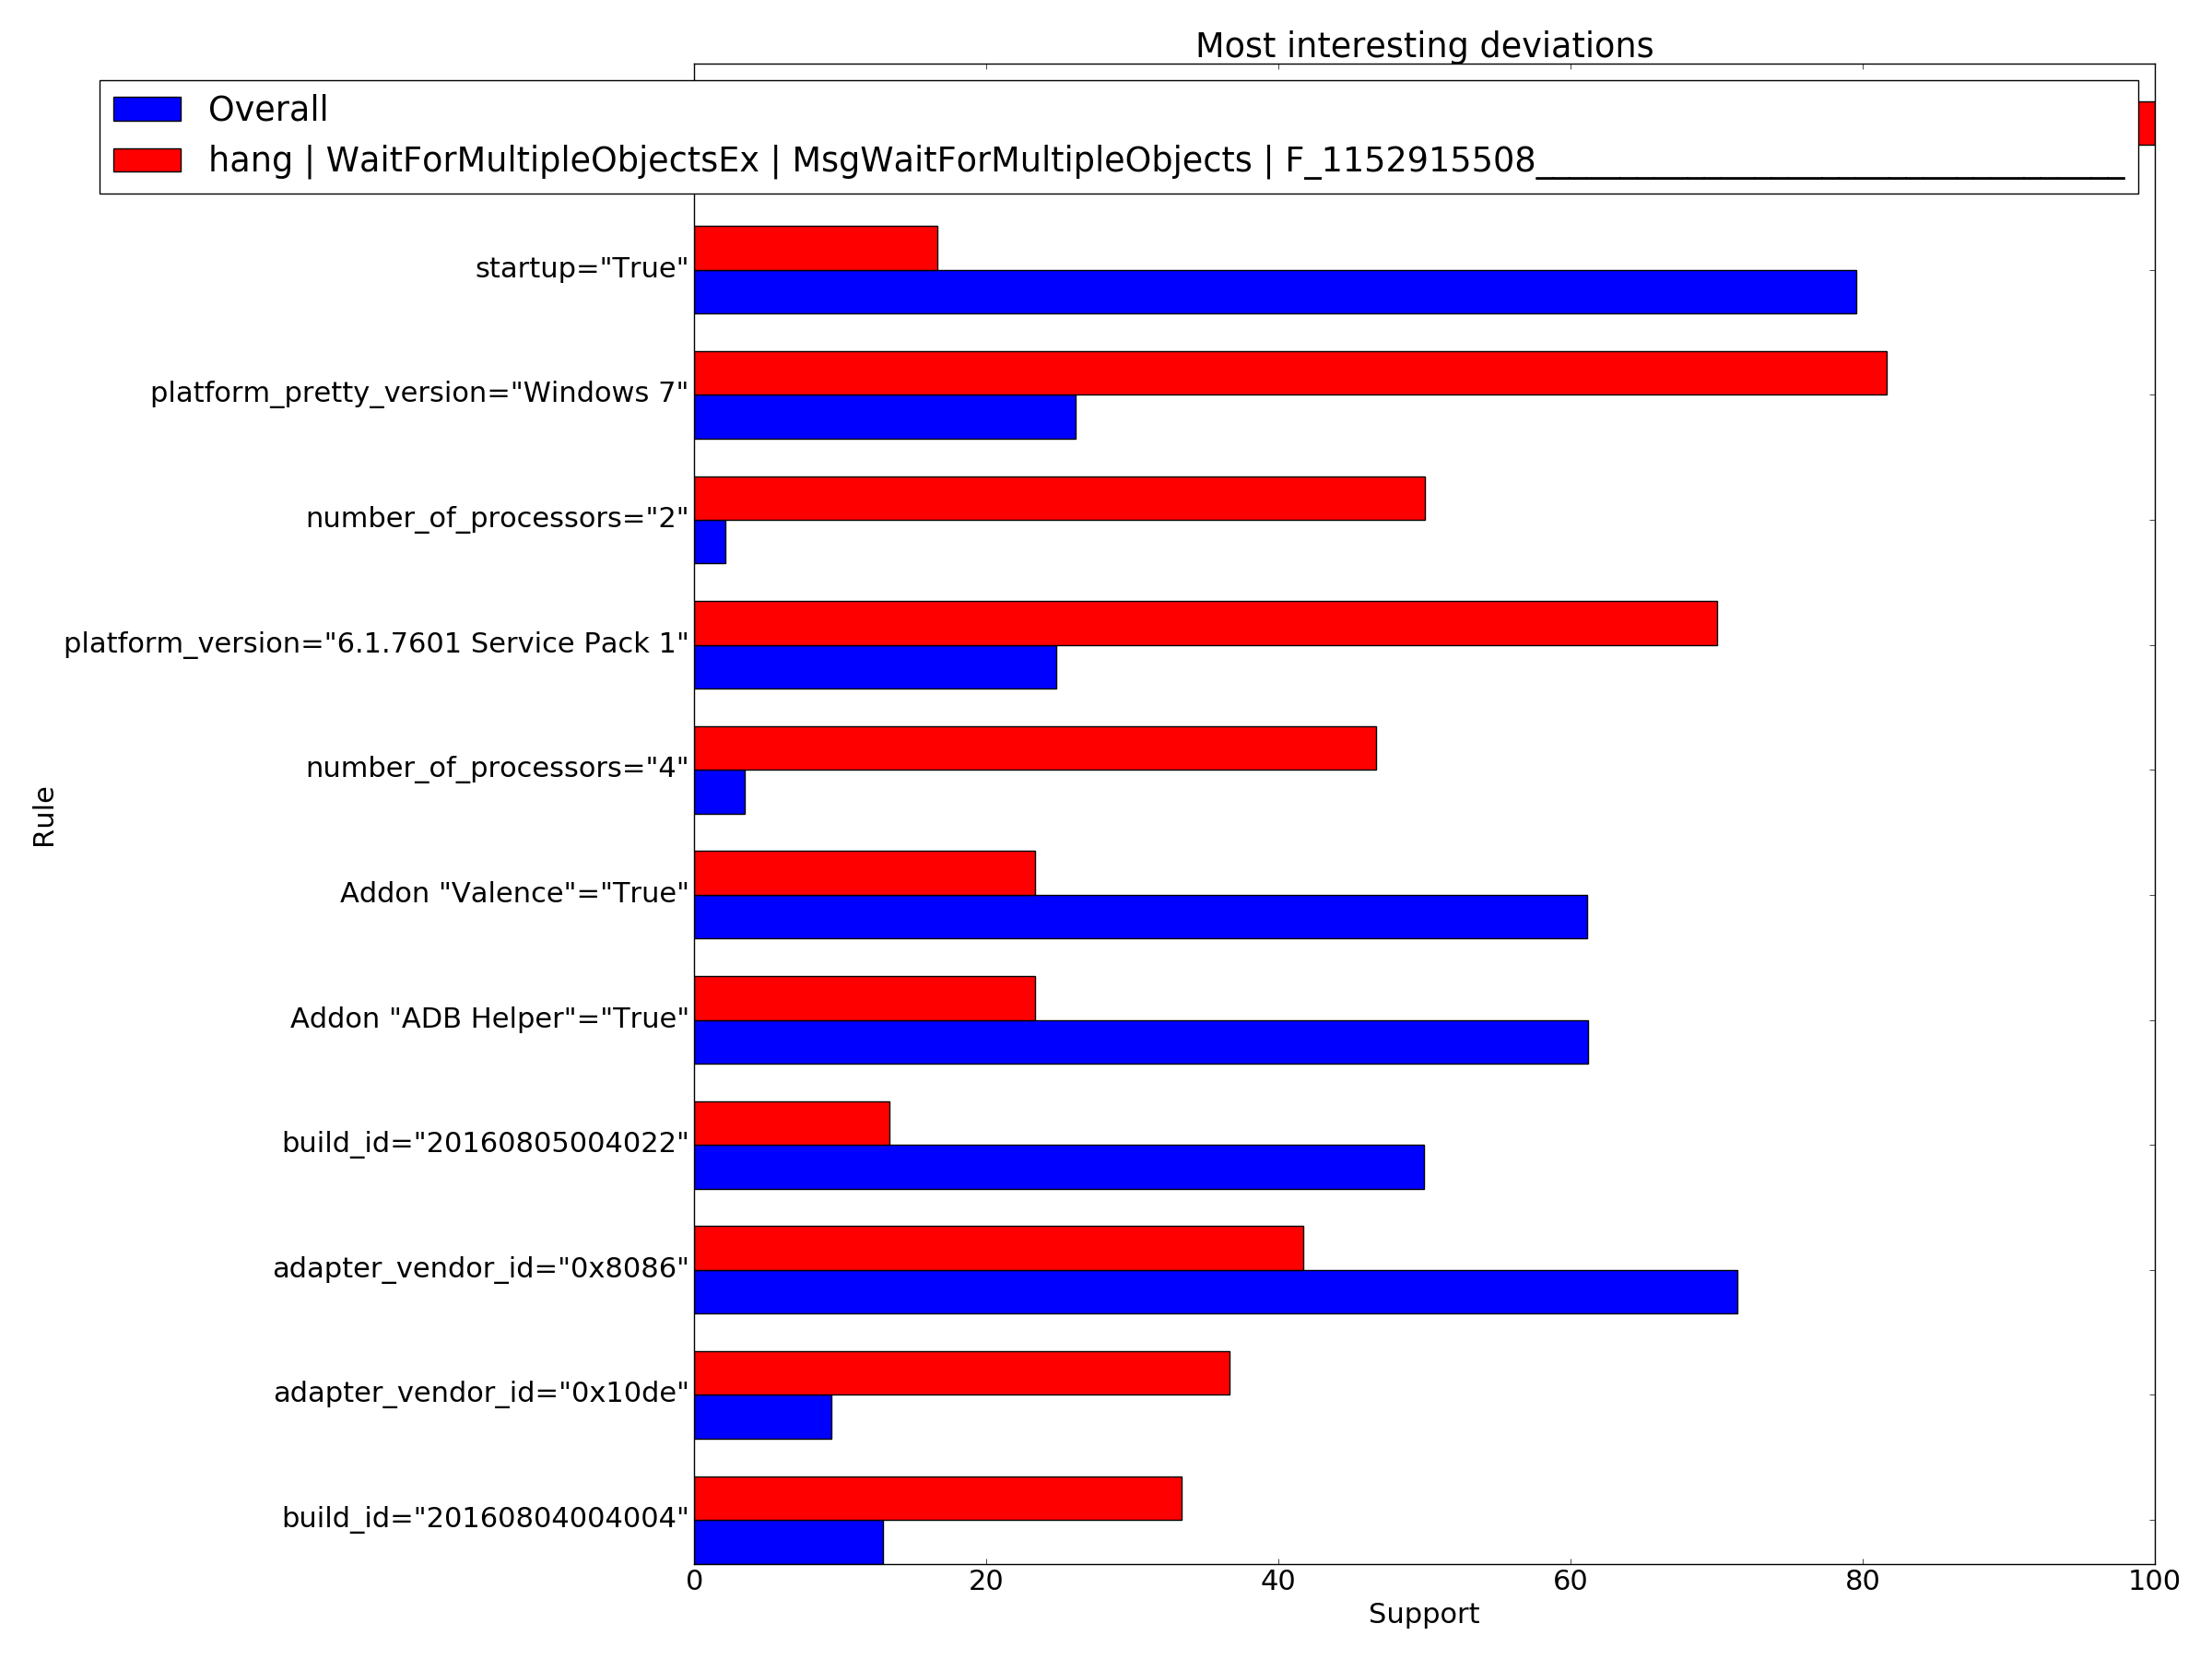 Most interesting deviations
Overall
hang | WaitForMultipleObjectsEx | MsgWaitForMultipleObjects | F_1152915508___________________________________
startup="True"
platform_pretty_version="Windows 7"
number_of_processors="2"
platform_version="6.1.7601 Service Pack 1"
number_of_processors="4"
Rule
Addon "Valence"="True"
Addon "ADB Helper"="True"
build_id="20160805004022"
adapter_vendor_id="0x8086"
adapter_vendor_id="0x10de"
build_id="20160804004004"
0 20 40 60 80 100
Support